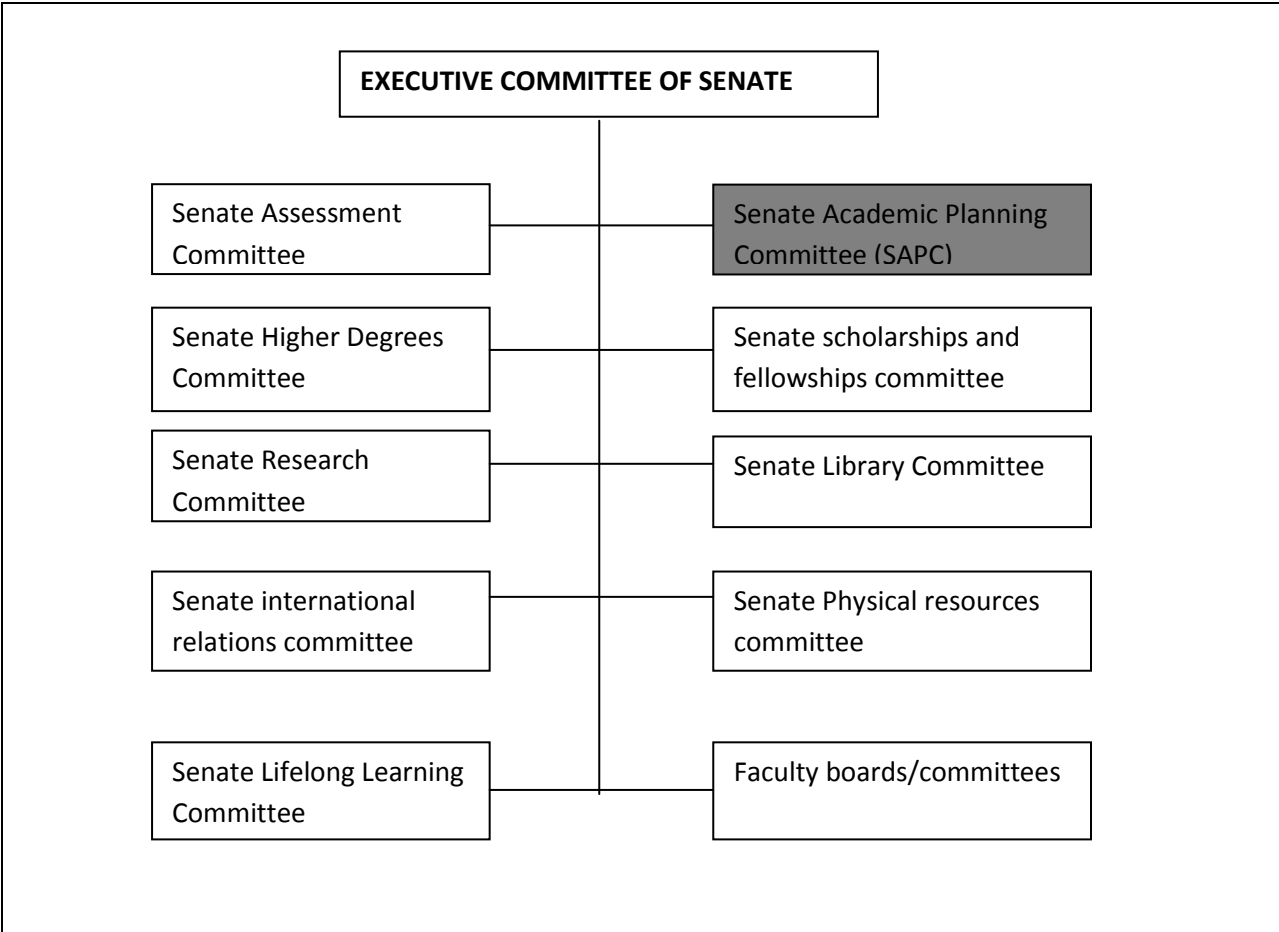 EXECUTIVE COMMITTEE OF SENATE
Senate Assessment
Committee
Senate Academic Planning
Committee (SAPC)
Senate Higher Degrees
Committee
Senate scholarships and
fellowships committee
Senate Research
Committee
Senate Library Committee
Senate international
relations committee
Senate Physical resources
committee
Senate Lifelong Learning
Committee
Faculty boards/committees